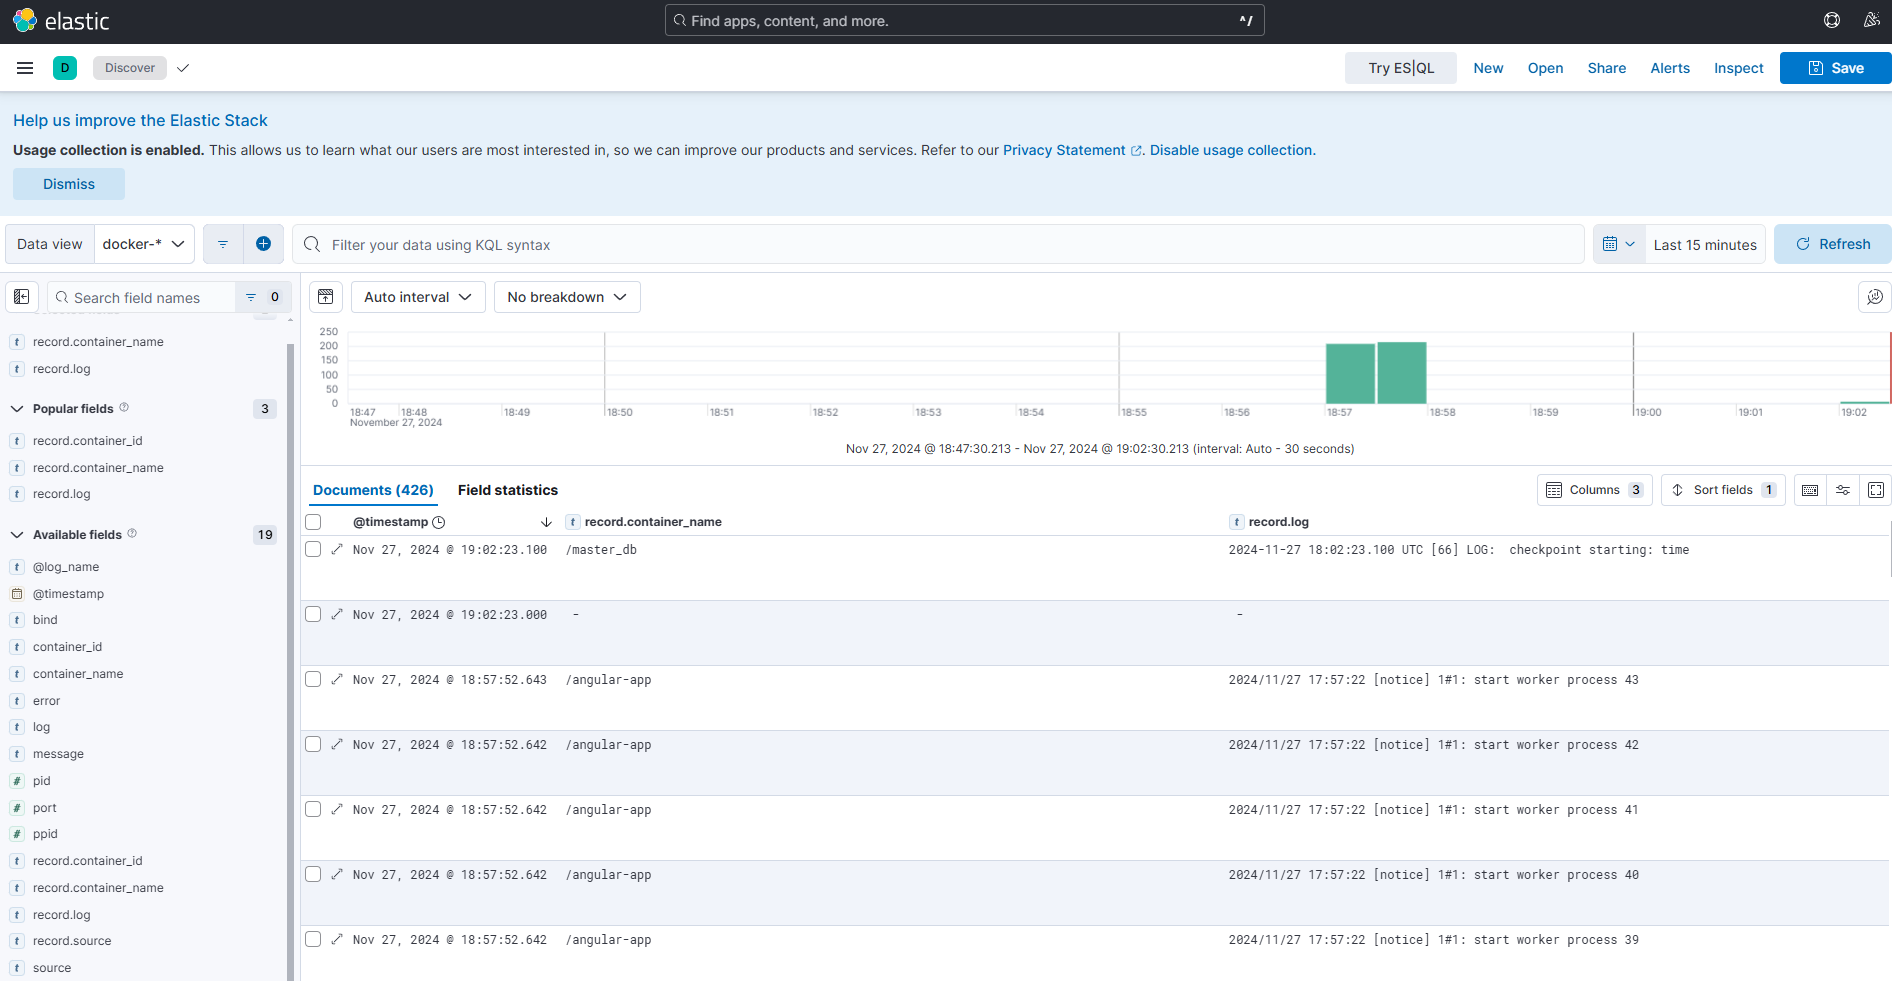 elastic
Find apps, content, and more.
^/
D
Discover
Try ES|QL
New
Open
Share
Alerts
Inspect
Save
Help us improve the Elastic Stack
Usage collection is enabled. This allows us to learn what our users are most interested in, so we can improve our products and services. Refer to our Privacy Statement. Disable usage collection.
Dismiss
Data view docker-*
Filter your data using KQL syntax
Last 15 minutes
Refresh
Search field names
0
record.container_name
record.log
Popular fields 3
record.container_id
record.container_name
record.log
Available fields 19
@log_name
@timestamp
bind
container_id
container_name
error
log
message
pid
port
ppid
record.container_id
record.container_name
record.log
record.source
source
Auto interval
No breakdown
250
200
150
100
50
0
18:47 18:48 18:49 18:50 18:51 18:52 18:53 18:54 18:55 18:56 18:57 18:58 18:59 19:00 19:01 19:02
November 27, 2024
Nov 27, 2024 @ 18:47:30.213 - Nov 27, 2024 @ 19:02:30.213 (interval: Auto - 30 seconds)
Documents (426) Field statistics
Columns 3
Sort fields 1
@timestamp record.container_name record.log
Nov 27, 2024 @ 19:02:23.100 /master_db 2024-11-27 18:02:23.100 UTC [66] LOG:  checkpoint starting: time
Nov 27, 2024 @ 19:02:23.000 - -
Nov 27, 2024 @ 18:57:52.643 /angular-app 2024/11/27 17:57:22 [notice] 1#1: start worker process 43
Nov 27, 2024 @ 18:57:52.642 /angular-app 2024/11/27 17:57:22 [notice] 1#1: start worker process 42
Nov 27, 2024 @ 18:57:52.642 /angular-app 2024/11/27 17:57:22 [notice] 1#1: start worker process 41
Nov 27, 2024 @ 18:57:52.642 /angular-app 2024/11/27 17:57:22 [notice] 1#1: start worker process 40
Nov 27, 2024 @ 18:57:52.642 /angular-app 2024/11/27 17:57:22 [notice] 1#1: start worker process 39